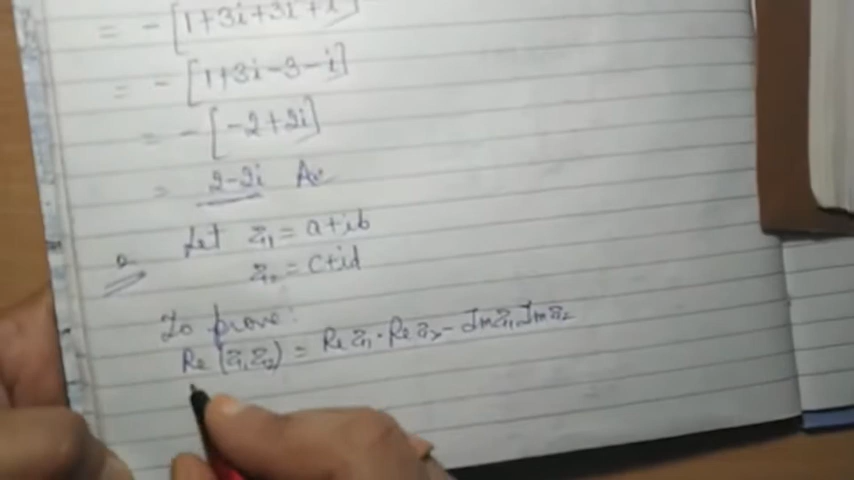 = -[1+3i+3i²+i³]
= -[1+3i-3-i]
= -[-2+2i]
= 2-2i
Let z₁ = a+ib
z₂ = c+id
To prove:
Re (z₁z₂) = Re z₁ · Re z₂ - Im z₁ Im z₂